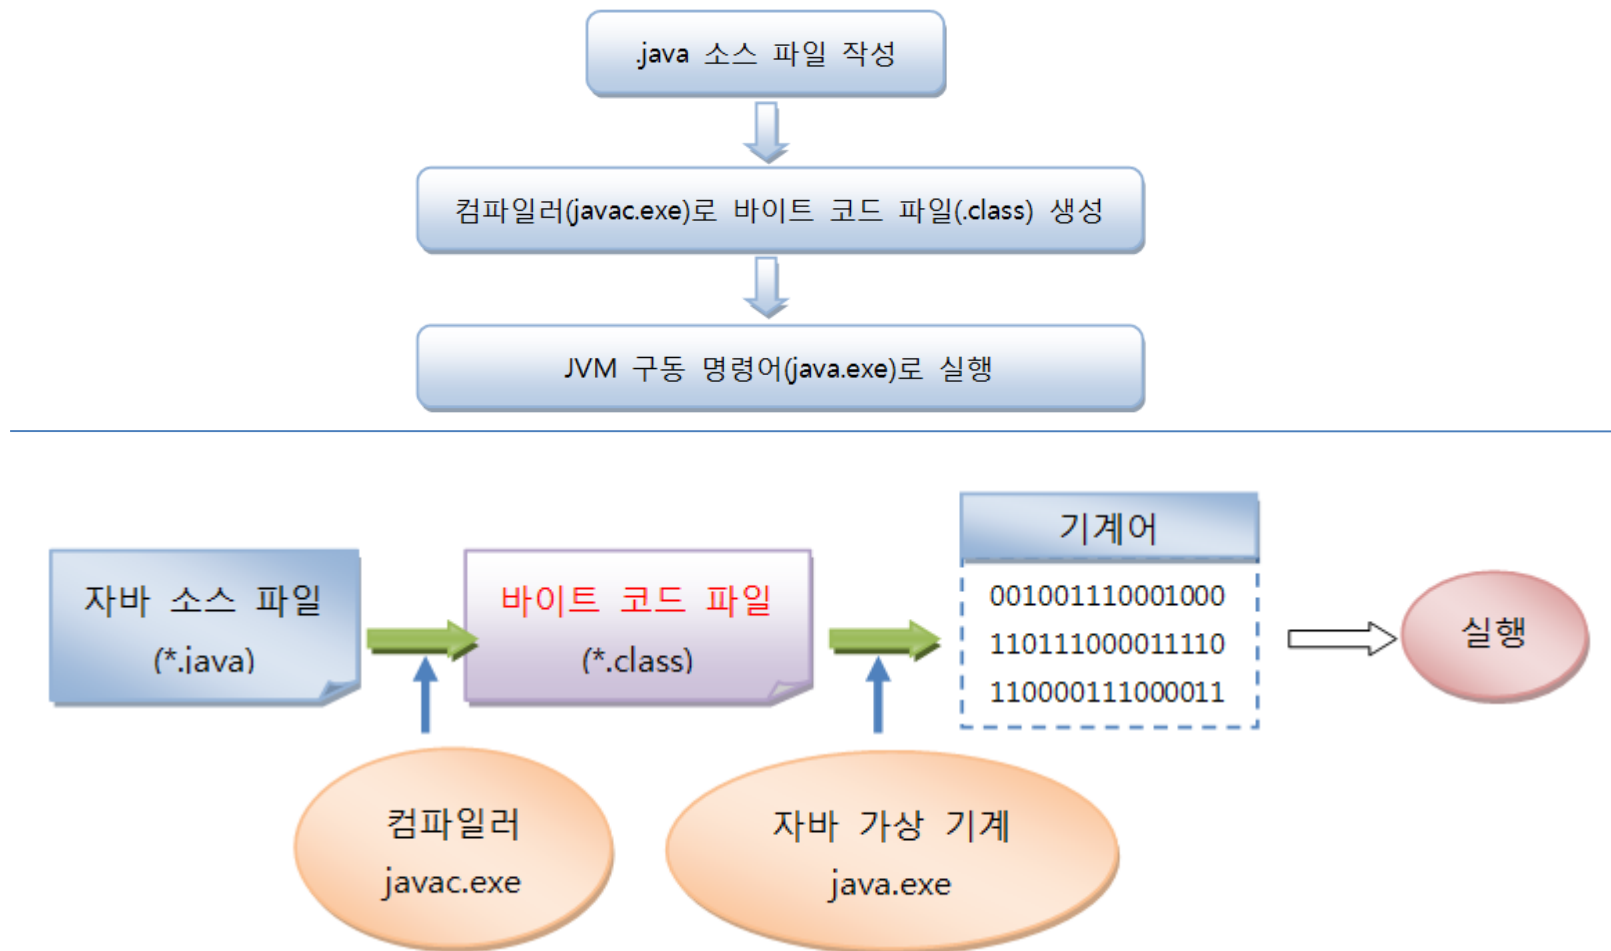 .java 소스 파일 작성
컴파일러(javac.exe)로 바이트 코드 파일(.class) 생성
JVM 구동 명령어(java.exe)로 실행
자바 소스 파일
(*.java)
바이트 코드 파일
(*.class)
기계어
001001110001000
110111000011110
110000111000011
실행
컴파일러
javac.exe
자바 가상 기계
java.exe